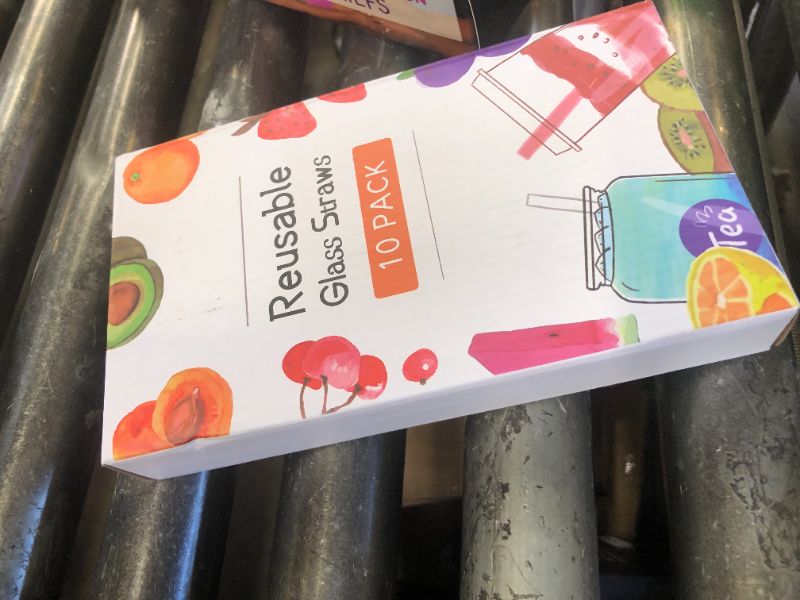 Reusable
Glass Straws
10 PACK
Tea